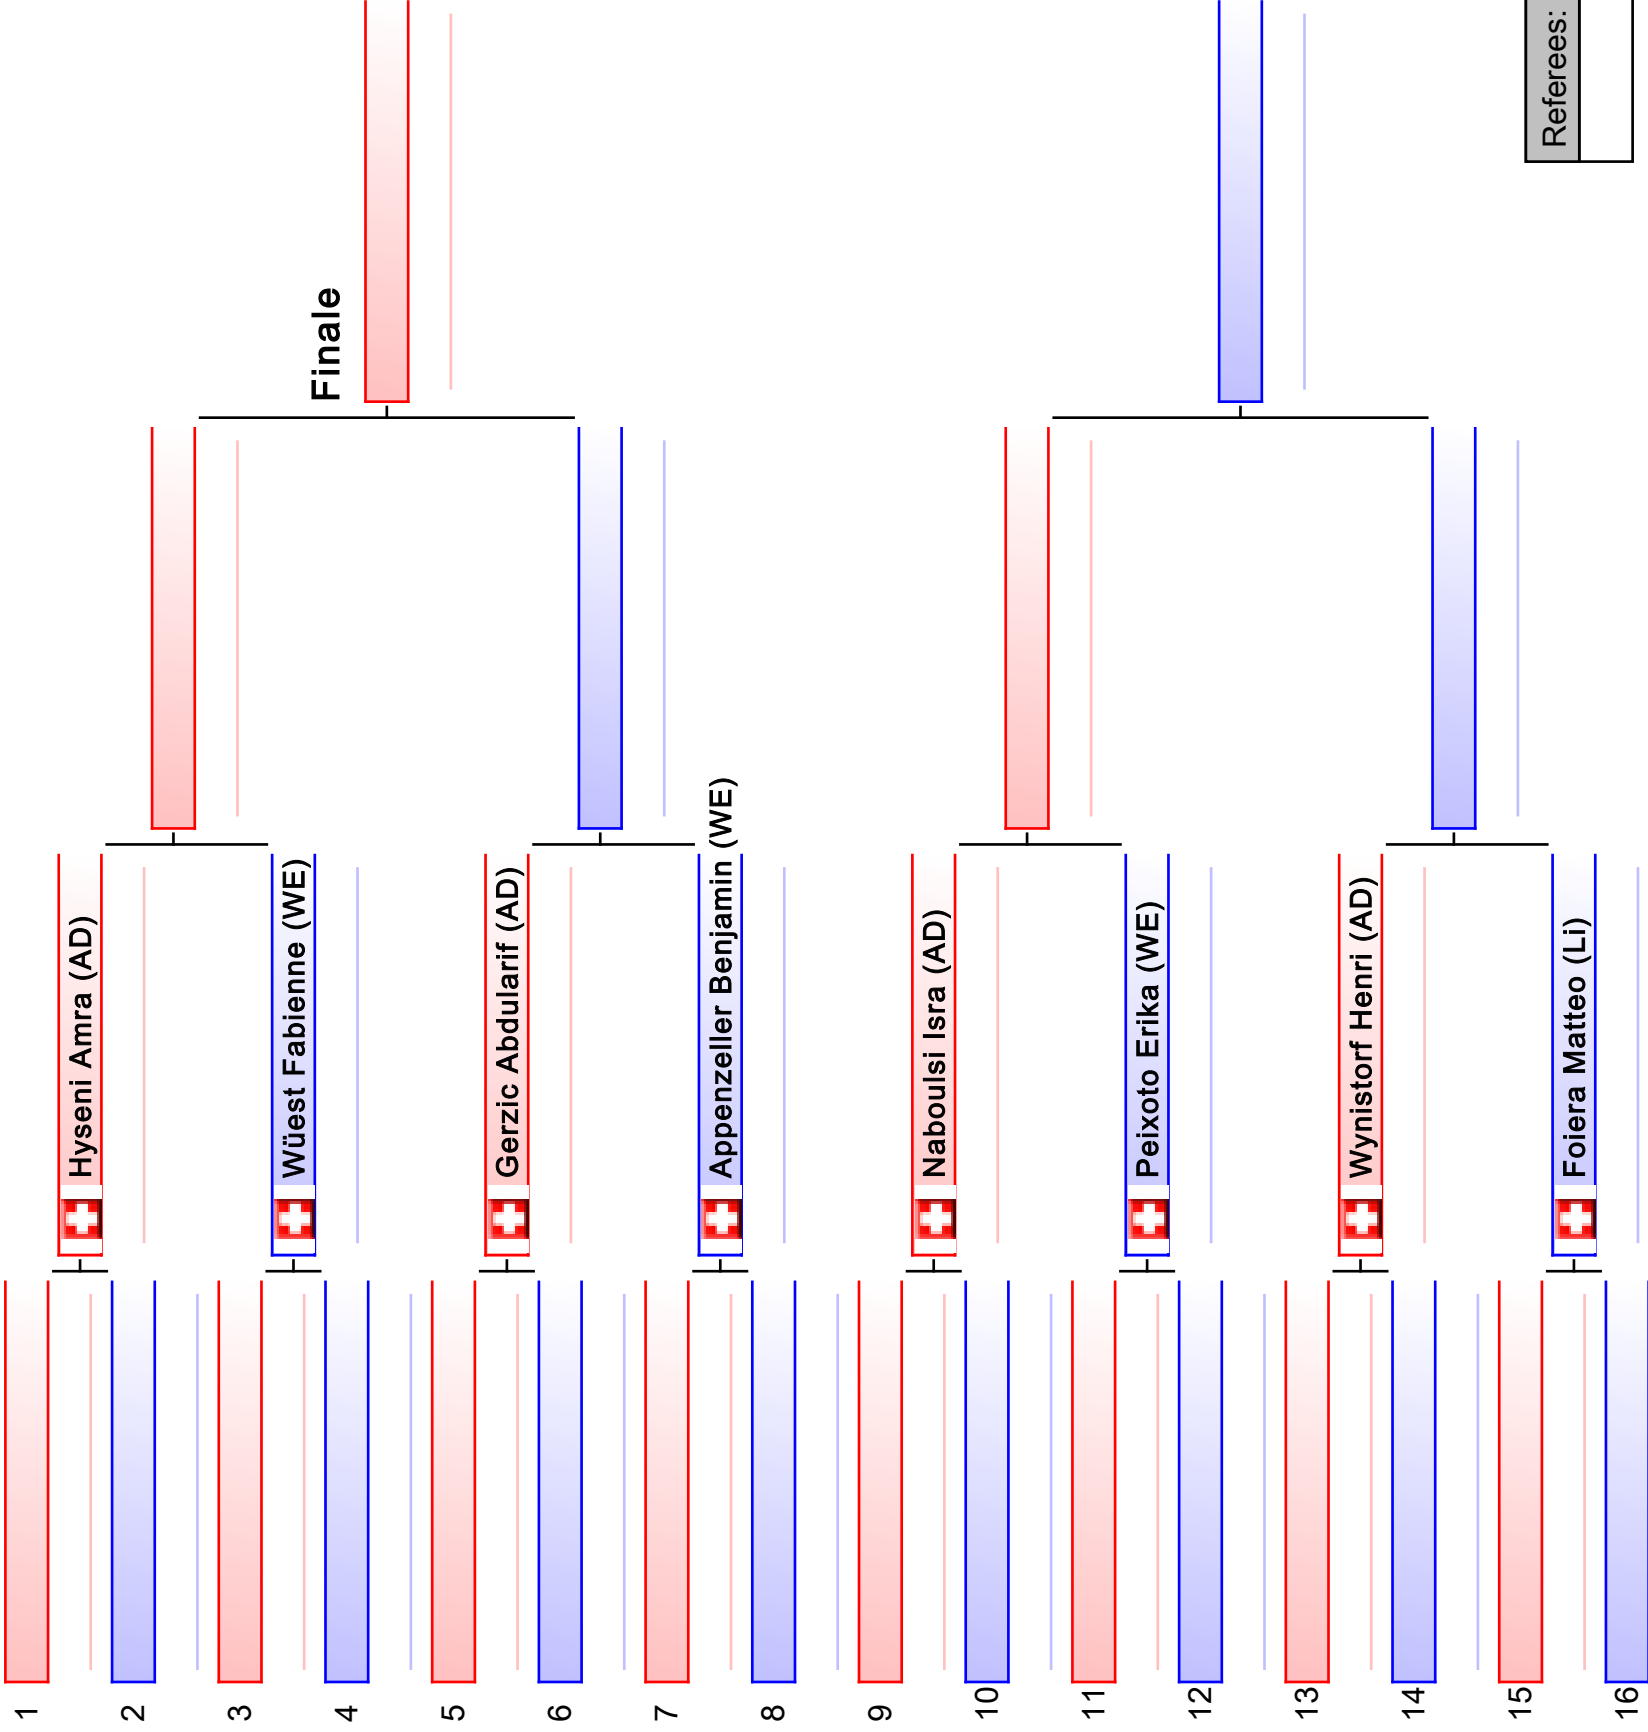 Finale
Hyseni Amra (AD)
Wüest Fabienne (WE)
Gerzic Abdularif (AD)
Appenzeller Benjamin (WE)
Naboulsi Isra (AD)
Peixoto Erika (WE)
Wynistorf Henri (AD)
Foiera Matteo (Li)
1
2
3
4
5
6
7
8
9
10
11
12
13
14
15
16
Referees: